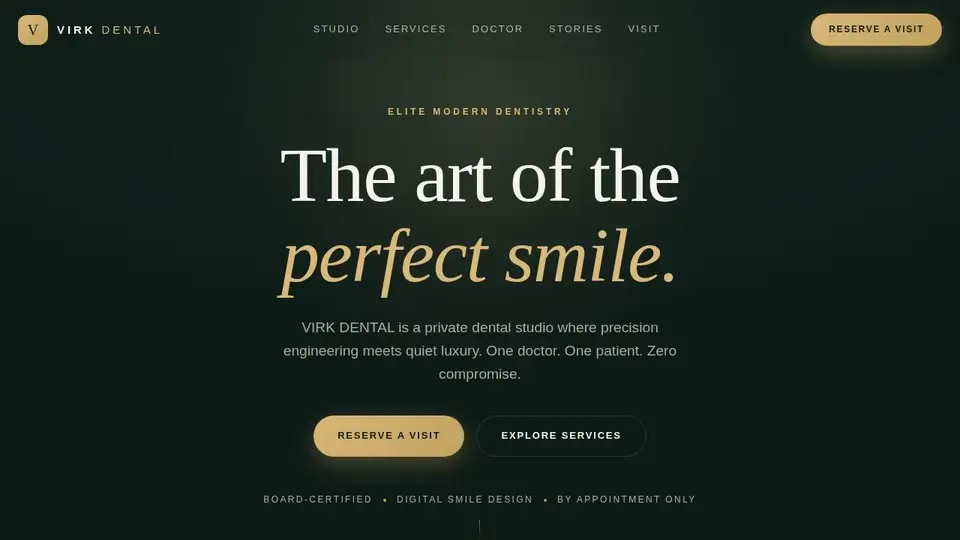 V VIRK DENTAL
STUDIO SERVICES DOCTOR STORIES VISIT
RESERVE A VISIT
ELITE MODERN DENTISTRY
The art of the
perfect smile.
VIRK DENTAL is a private dental studio where precision
engineering meets quiet luxury. One doctor. One patient. Zero
compromise.
RESERVE A VISIT
EXPLORE SERVICES
BOARD-CERTIFIED • DIGITAL SMILE DESIGN • BY APPOINTMENT ONLY